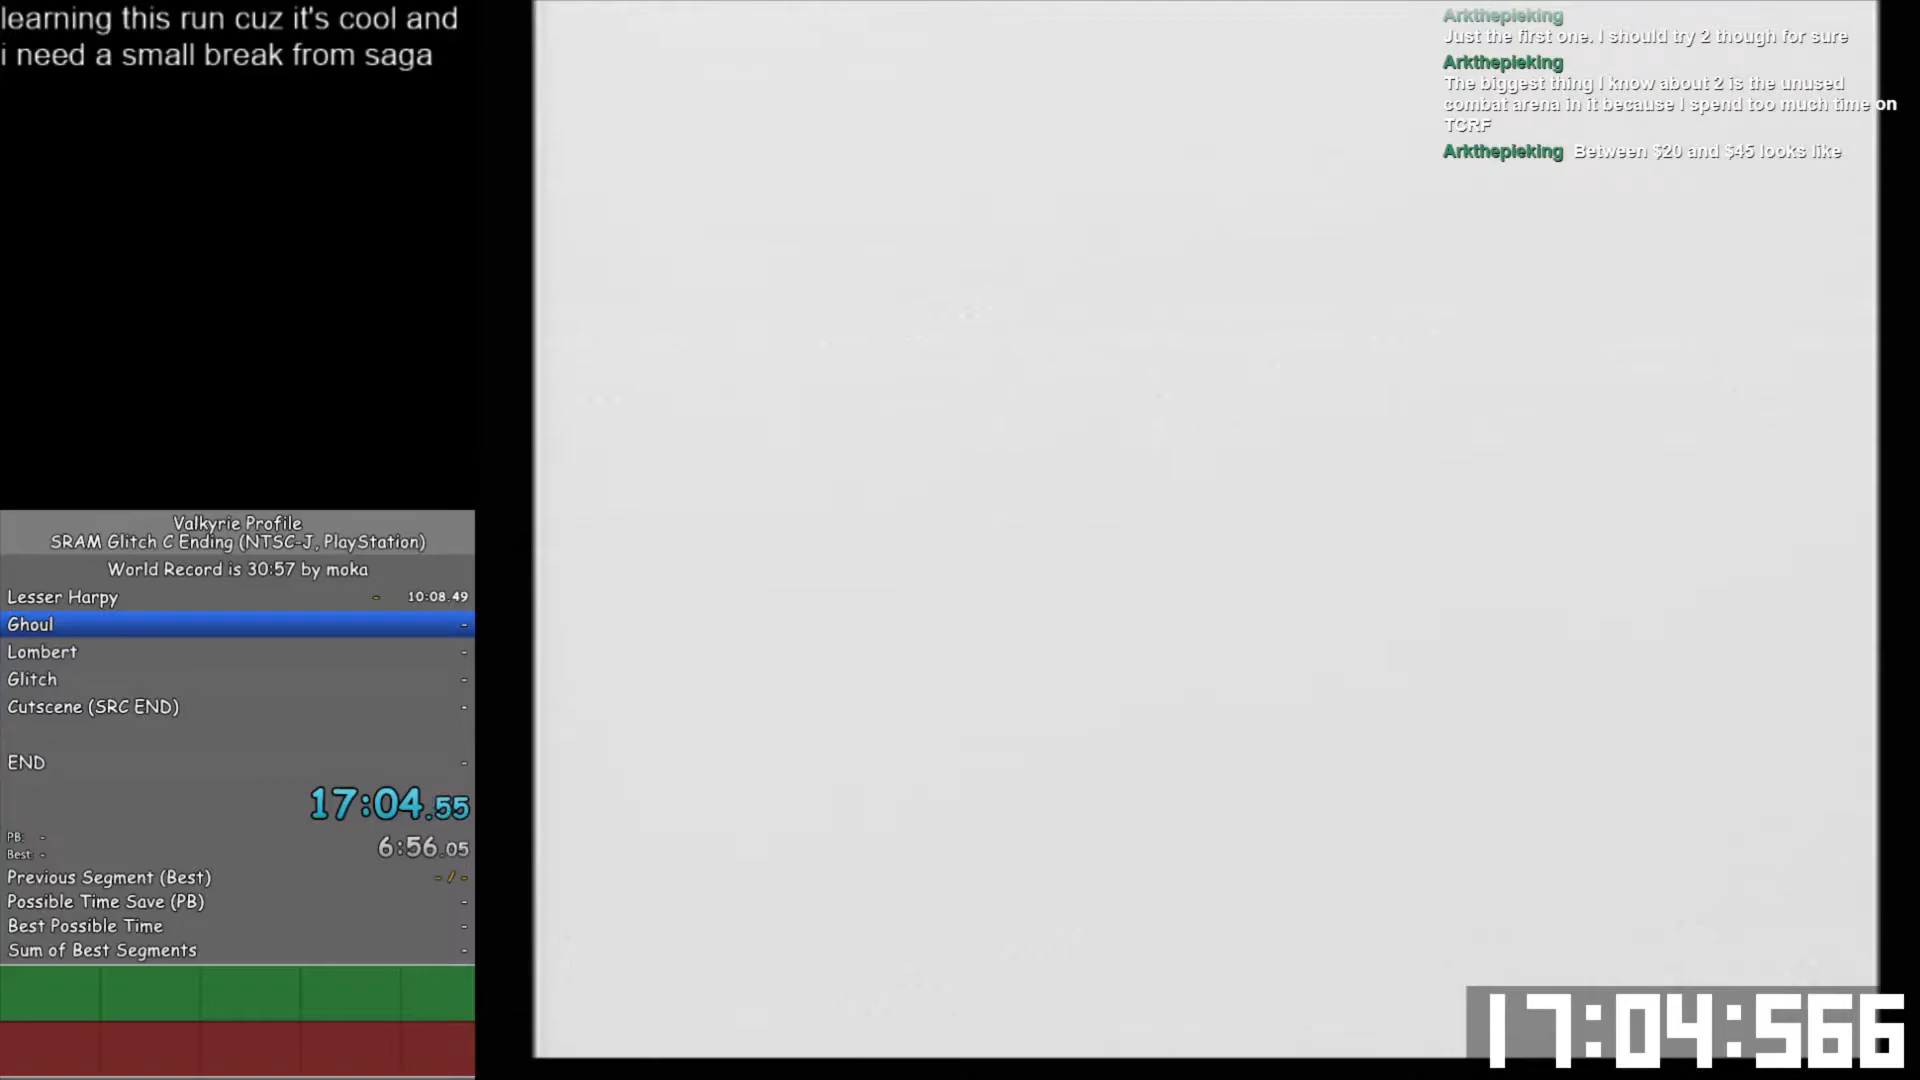 learning this run cuz it's cool and
i need a small break from saga
Arkthepieking
Just the first one. I should try 2 though for sure
Arkthepieking
The biggest thing I know about 2 is the unused
combat arena in it because I spend too much time on
TCRF
Arkthepieking Between $20 and $45 looks like
Valkyrie Profile
SRAM Glitch C Ending (NTSC-J, PlayStation)
World Record is 30:57 by moka
Lesser Harpy - 10:08.49
Ghoul -
Lombert -
Glitch -
Cutscene (SRC END) -
END -
17:04.55
PB: -
Best: -
6:56.05
Previous Segment (Best) - / -
Possible Time Save (PB) -
Best Possible Time -
Sum of Best Segments -
17:04:566